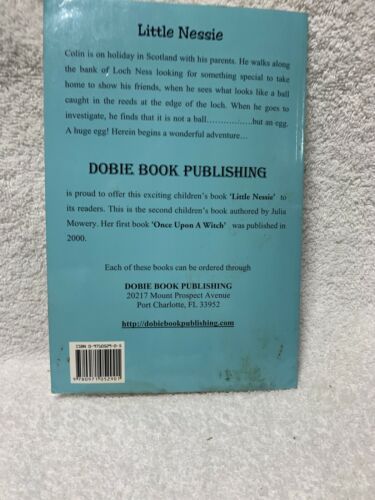 Little Nessie
Colin is on holiday in Scotland with his parents. He walks along
the bank of Loch Ness looking for something special to take
home to show his friends, when he sees what looks like a ball
caught in the reeds at the edge of the loch. When he goes to
investigate, he finds that it is not a ball................but an egg.
A huge egg! Herein begins a wonderful adventure...
DOBIE BOOK PUBLISHING
is proud to offer this exciting children's book 'Little Nessie' to
its readers. This is the second children's book authored by Julia
Mowery. Her first book 'Once Upon A Witch' was published in
2000.
Each of these books can be ordered through
DOBIE BOOK PUBLISHING
20217 Mount Prospect Avenue
Port Charlotte, FL 33952
http://dobiebookpublishing.com
ISBN
9 780971 052901